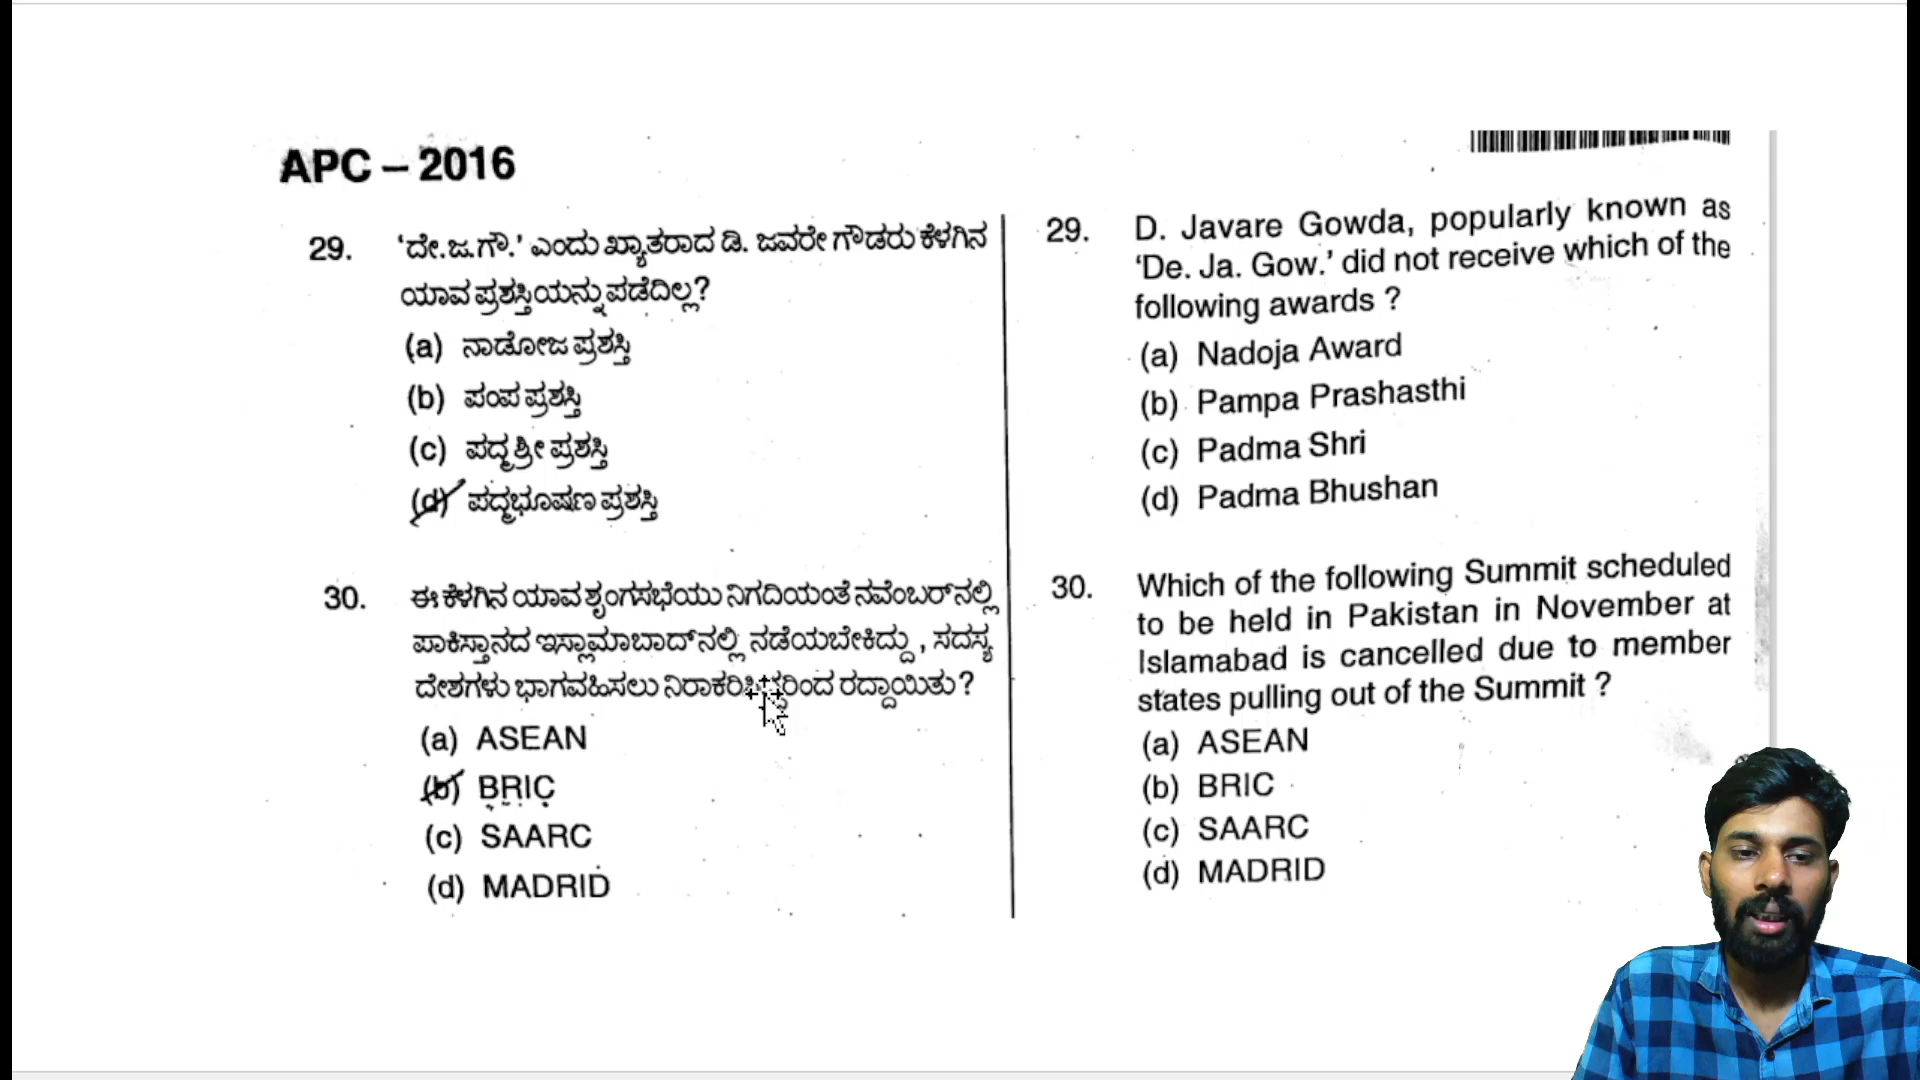 APC – 2016
29. ‘ದೇ.ಜ.ಗೌ.’ ಎಂದು ಖ್ಯಾತರಾದ ಡಿ. ಜವರೇ ಗೌಡರು ಕೆಳಗಿನ
ಯಾವ ಪ್ರಶಸ್ತಿಯನ್ನು ಪಡೆದಿಲ್ಲ?
(a) ನಾಡೋಜ ಪ್ರಶಸ್ತಿ
(b) ಪಂಪ ಪ್ರಶಸ್ತಿ
(c) ಪದ್ಮಶ್ರೀ ಪ್ರಶಸ್ತಿ
(d) ಪದ್ಮಭೂಷಣ ಪ್ರಶಸ್ತಿ
30. ಈ ಕೆಳಗಿನ ಯಾವ ಶೃಂಗಸಭೆಯು ನಿಗದಿಯಂತೆ ನವೆಂಬರ್‌ನಲ್ಲಿ
ಪಾಕಿಸ್ತಾನದ ಇಸ್ಲಾಮಾಬಾದ್‌ನಲ್ಲಿ ನಡೆಯಬೇಕಿದ್ದು, ಸದಸ್ಯ
ದೇಶಗಳು ಭಾಗವಹಿಸಲು ನಿರಾಕರಿಸಿದ್ದರಿಂದ ರದ್ದಾಯಿತು?
(a) ASEAN
(b) BRIC
(c) SAARC
(d) MADRID
29. D. Javare Gowda, popularly known as
‘De. Ja. Gow.’ did not receive which of the
following awards ?
(a) Nadoja Award
(b) Pampa Prashasthi
(c) Padma Shri
(d) Padma Bhushan
30. Which of the following Summit scheduled
to be held in Pakistan in November at
Islamabad is cancelled due to member
states pulling out of the Summit ?
(a) ASEAN
(b) BRIC
(c) SAARC
(d) MADRID